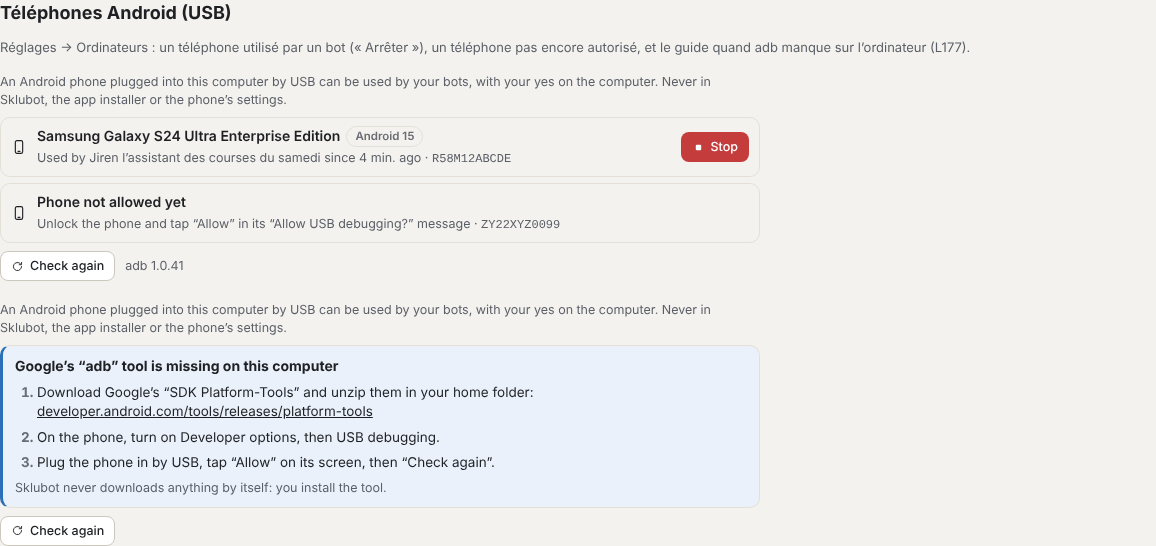 Téléphones Android (USB)
Réglages → Ordinateurs : un téléphone utilisé par un bot (« Arrêter »), un téléphone pas encore autorisé, et le guide quand adb manque sur l’ordinateur (L177).
An Android phone plugged into this computer by USB can be used by your bots, with your yes on the computer. Never in
Sklubot, the app installer or the phone’s settings.
Samsung Galaxy S24 Ultra Enterprise Edition Android 15
Used by Jiren l’assistant des courses du samedi since 4 min. ago · R58M12ABCDE
Stop
Phone not allowed yet
Unlock the phone and tap “Allow” in its “Allow USB debugging?” message · ZY22XYZ0099
Check again adb 1.0.41
An Android phone plugged into this computer by USB can be used by your bots, with your yes on the computer. Never in
Sklubot, the app installer or the phone’s settings.
Google’s “adb” tool is missing on this computer
1. Download Google’s “SDK Platform-Tools” and unzip them in your home folder:
developer.android.com/tools/releases/platform-tools
2. On the phone, turn on Developer options, then USB debugging.
3. Plug the phone in by USB, tap “Allow” on its screen, then “Check again”.
Sklubot never downloads anything by itself: you install the tool.
Check again